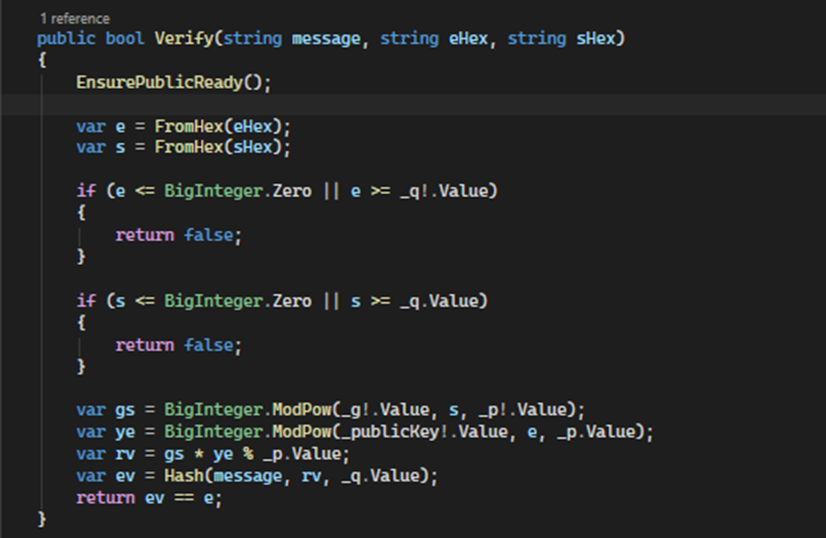 1 reference
public bool Verify(string message, string eHex, string sHex)
{
EnsurePublicReady();
var e = FromHex(eHex);
var s = FromHex(sHex);
if (e <= BigInteger.Zero || e >= _q!.Value)
{
return false;
}
if (s <= BigInteger.Zero || s >= _q.Value)
{
return false;
}
var gs = BigInteger.ModPow(_g!.Value, s, _p!.Value);
var ye = BigInteger.ModPow(_publicKey!.Value, e, _p.Value);
var rv = gs * ye % _p.Value;
var ev = Hash(message, rv, _q.Value);
return ev == e;
}